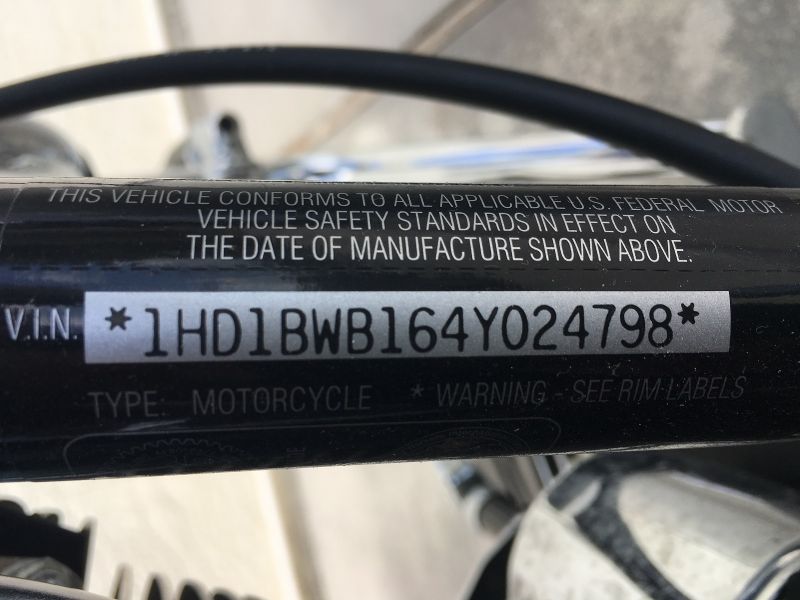 THIS VEHICLE CONFORMS TO ALL APPLICABLE U.S. FEDERAL MOTOR
VEHICLE SAFETY STANDARDS IN EFFECT ON
THE DATE OF MANUFACTURE SHOWN ABOVE.
V.I.N. *1HD1BWB164Y024798*
TYPE: MOTORCYCLE * WARNING - SEE RIM LABELS